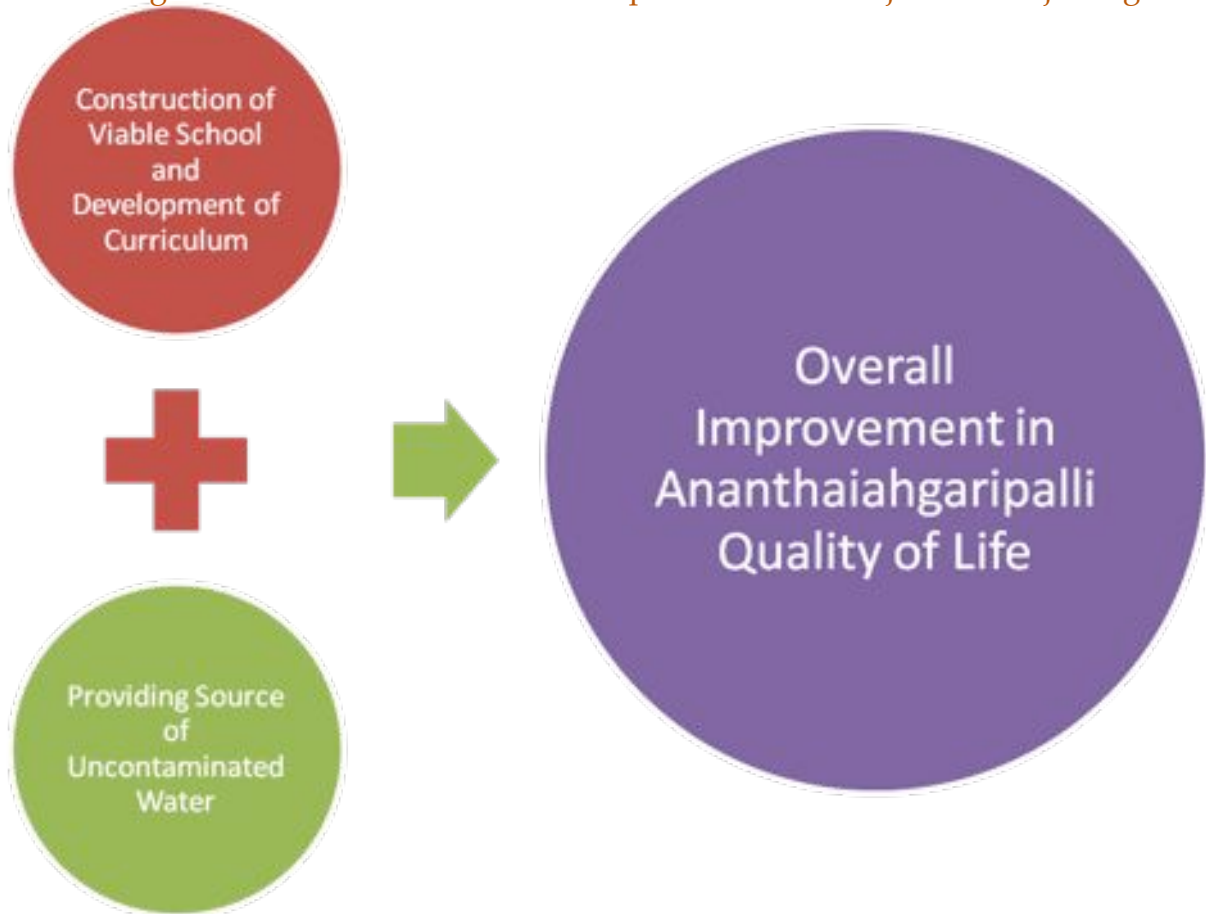 Construction of
Viable School
and
Development of
Curriculum
Overall
Improvement in
Ananthaiahgaripalli
Quality of Life
Providing Source
of
Uncontaminated
Water